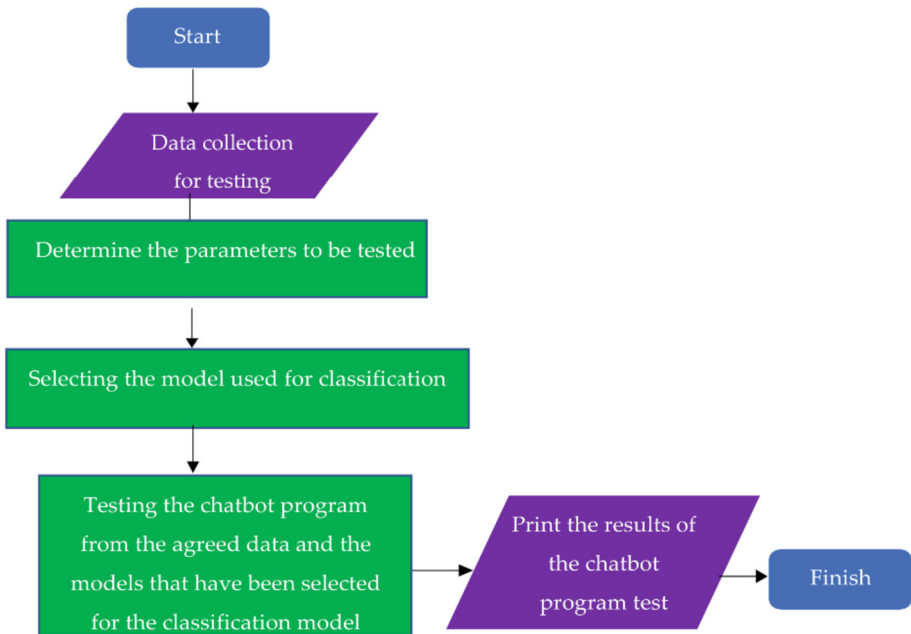 Start
Data collection
for testing
Determine the parameters to be tested
Selecting the model used for classification
Testing the chatbot program
from the agreed data and the
models that have been selected
for the classification model
Print the results of
the chatbot
program test
Finish